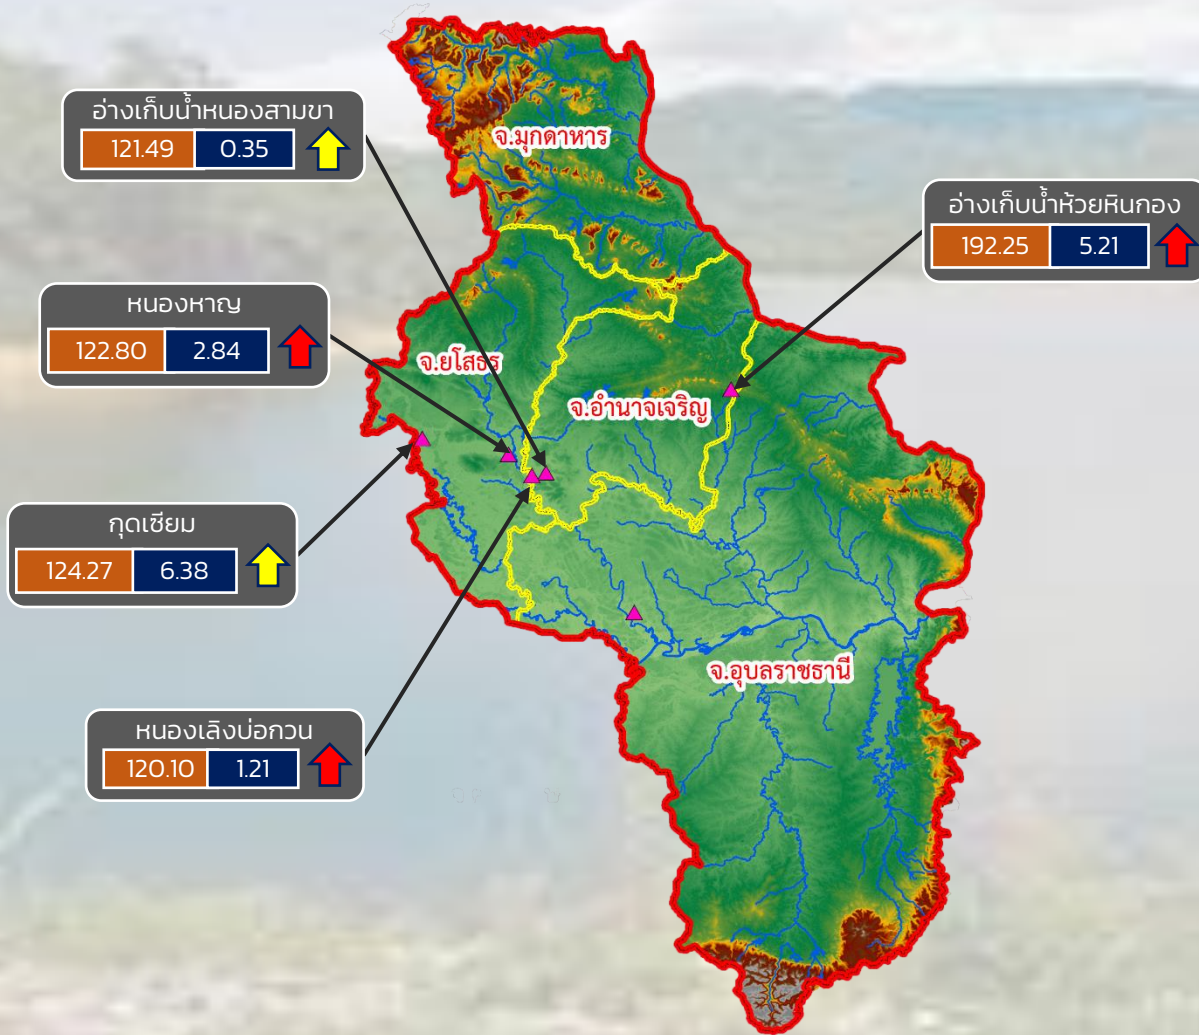 อ่างเก็บน้ำหนองสามขา
121.49 0.35
จ.มุกดาหาร
อ่างเก็บน้ำห้วยหินกอง
192.25 5.21
หนองหาญ
122.80 2.84
จ.ยโสธร
จ.อำนาจเจริญ
กุดเซียม
124.27 6.38
จ.อุบลราชธานี
หนองเลิงบ่อกวน
120.10 1.21